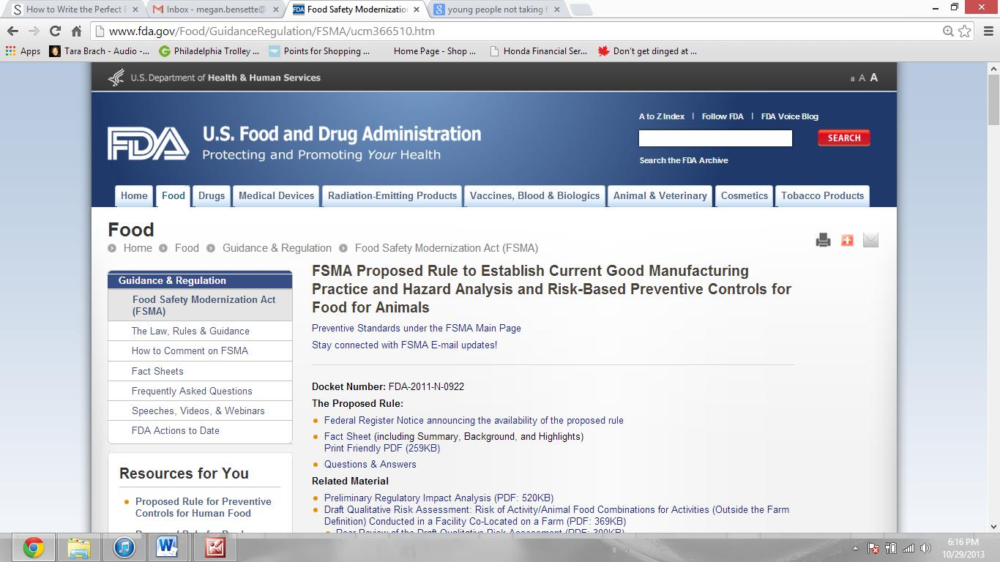 How to Write the Perfect E
Inbox - megan.bensette@
Food Safety Modernizatio
young people not taking f
www.fda.gov/Food/GuidanceRegulation/FSMA/ucm366510.htm
Apps
Tara Brach - Audio -...
Philadelphia Trolley ...
Points for Shopping ...
Home Page - Shop ...
Honda Financial Ser...
Don't get dinged at ...
U.S. Department of Health & Human Services
a A A
A to Z Index | Follow FDA | FDA Voice Blog
FDA
U.S. Food and Drug Administration
Protecting and Promoting Your Health
SEARCH
Search the FDA Archive
Home
Food
Drugs
Medical Devices
Radiation-Emitting Products
Vaccines, Blood & Biologics
Animal & Veterinary
Cosmetics
Tobacco Products
Food
Home
Food
Guidance & Regulation
Food Safety Modernization Act (FSMA)
Guidance & Regulation
Food Safety Modernization Act
(FSMA)
The Law, Rules & Guidance
How to Comment on FSMA
Fact Sheets
Frequently Asked Questions
Speeches, Videos, & Webinars
FDA Actions to Date
Resources for You
Proposed Rule for Preventive
Controls for Human Food
FSMA Proposed Rule to Establish Current Good Manufacturing
Practice and Hazard Analysis and Risk-Based Preventive Controls for
Food for Animals
Preventive Standards under the FSMA Main Page
Stay connected with FSMA E-mail updates!
Docket Number: FDA-2011-N-0922
The Proposed Rule:
Federal Register Notice announcing the availability of the proposed rule
Fact Sheet (including Summary, Background, and Highlights)
Print Friendly PDF (259KB)
Questions & Answers
Related Material
Preliminary Regulatory Impact Analysis (PDF: 520KB)
Draft Qualitative Risk Assessment: Risk of Activity/Animal Food Combinations for Activities (Outside the Farm
Definition) Conducted in a Facility Co-Located on a Farm (PDF: 369KB)
Peer Review of the Draft Qualitative Risk Assessment (PDF: 300KB)
6:16 PM
10/29/2013